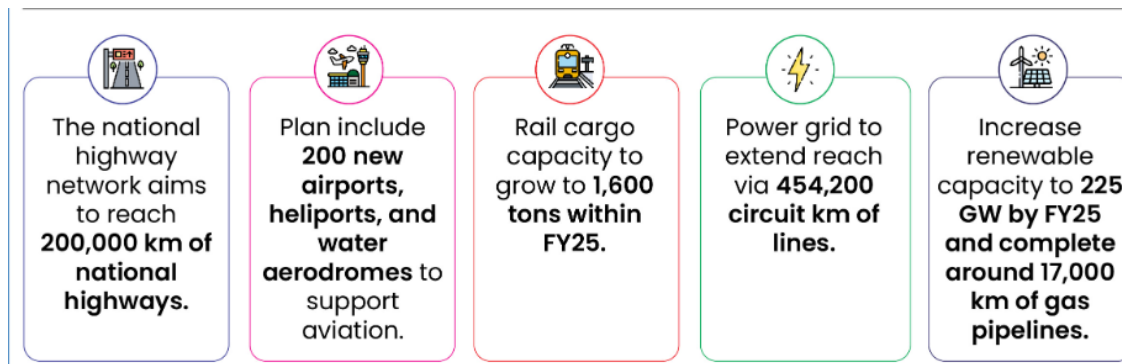 The national
highway
network aims
to reach
200,000 km of
national
highways.
Plan include
200 new
airports,
heliports, and
water
aerodromes to
support
aviation.
Rail cargo
capacity to
grow to 1,600
tons within
FY25.
Power grid to
extend reach
via 454,200
circuit km of
lines.
Increase
renewable
capacity to 225
GW by FY25
and complete
around 17,000
km of gas
pipelines.